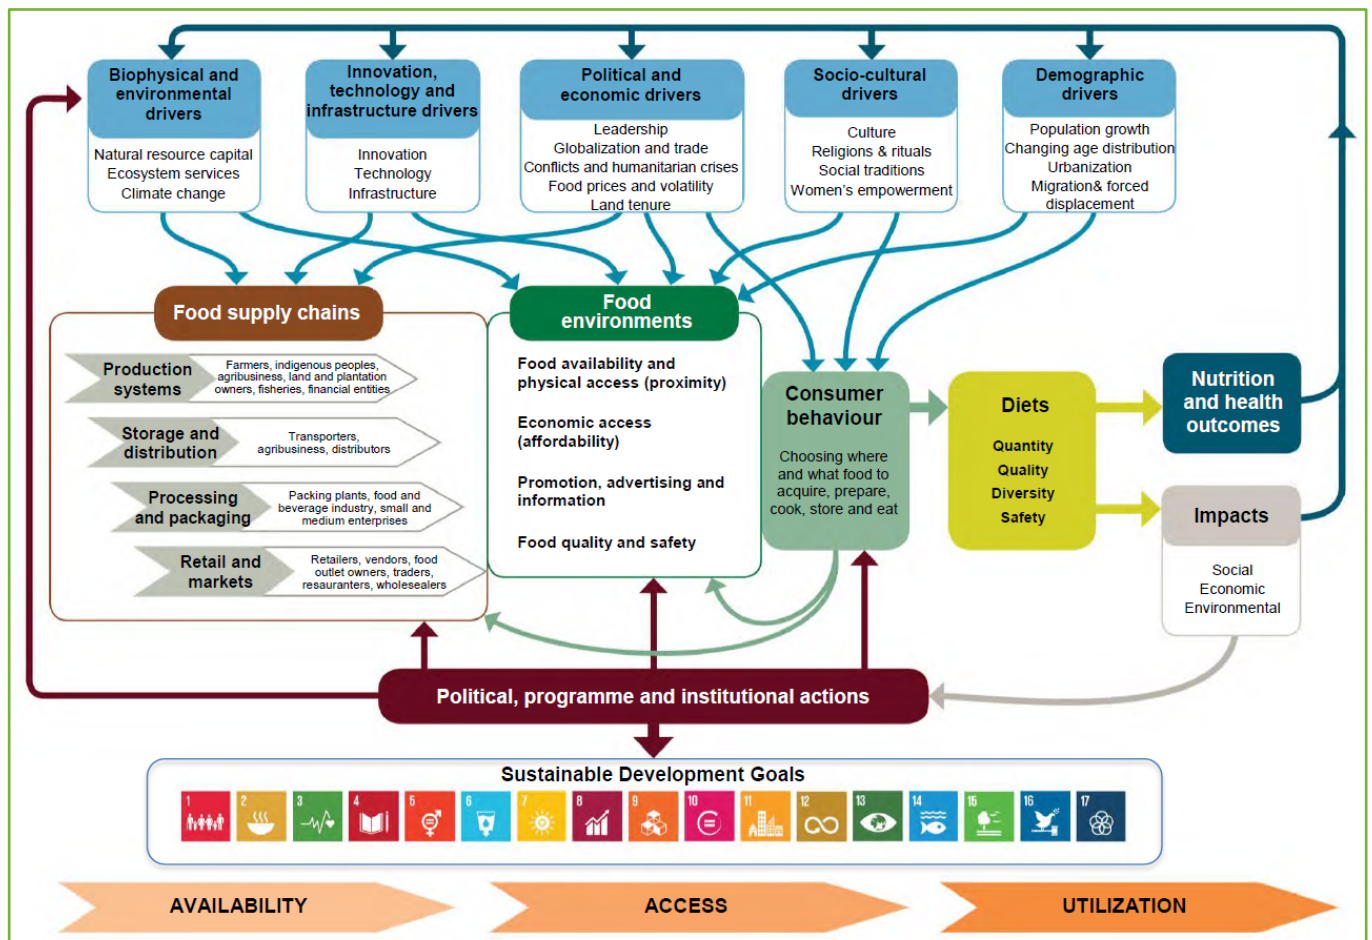 Biophysical and
environmental
drivers
Natural resource capital
Ecosystem services
Climate change
Innovation,
technology and
infrastructure drivers
Innovation
Technology
Infrastructure
Political and
economic drivers
Leadership
Globalization and trade
Conflicts and humanitarian crises
Food prices and volatility
Land tenure
Socio-cultural
drivers
Culture
Religions & rituals
Social traditions
Women's empowerment
Demographic
drivers
Population growth
Changing age distribution
Urbanization
Migration& forced
displacement
Food supply chains
Production
systems
Farmers, indigenous peoples,
agribusiness, land and plantation
owners, fisheries, financial entities
Storage and
distribution
Transporters,
agribusiness, distributors
Processing
and packaging
Packing plants, food and
beverage industry, small and
medium enterprises
Retail and
markets
Retailers, vendors, food
outlet owners, traders,
resauranters, wholesealers
Food
environments
Food availability and
physical access (proximity)
Economic access
(affordability)
Promotion, advertising and
information
Food quality and safety
Consumer
behaviour
Choosing where
and what food to
acquire, prepare,
cook, store and eat
Diets
Quantity
Quality
Diversity
Safety
Nutrition
and health
outcomes
Impacts
Social
Economic
Environmental
Political, programme and institutional actions
Sustainable Development Goals
1
2
3
4
5
6
7
8
9
10
11
12
13
14
15
16
17
AVAILABILITY
ACCESS
UTILIZATION